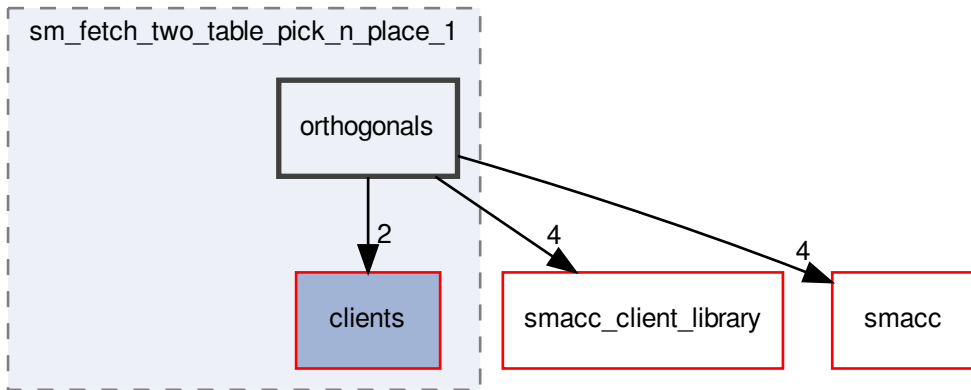 sm_fetch_two_table_pick_n_place_1
orthogonals
2
4
4
clients
smacc_client_library
smacc